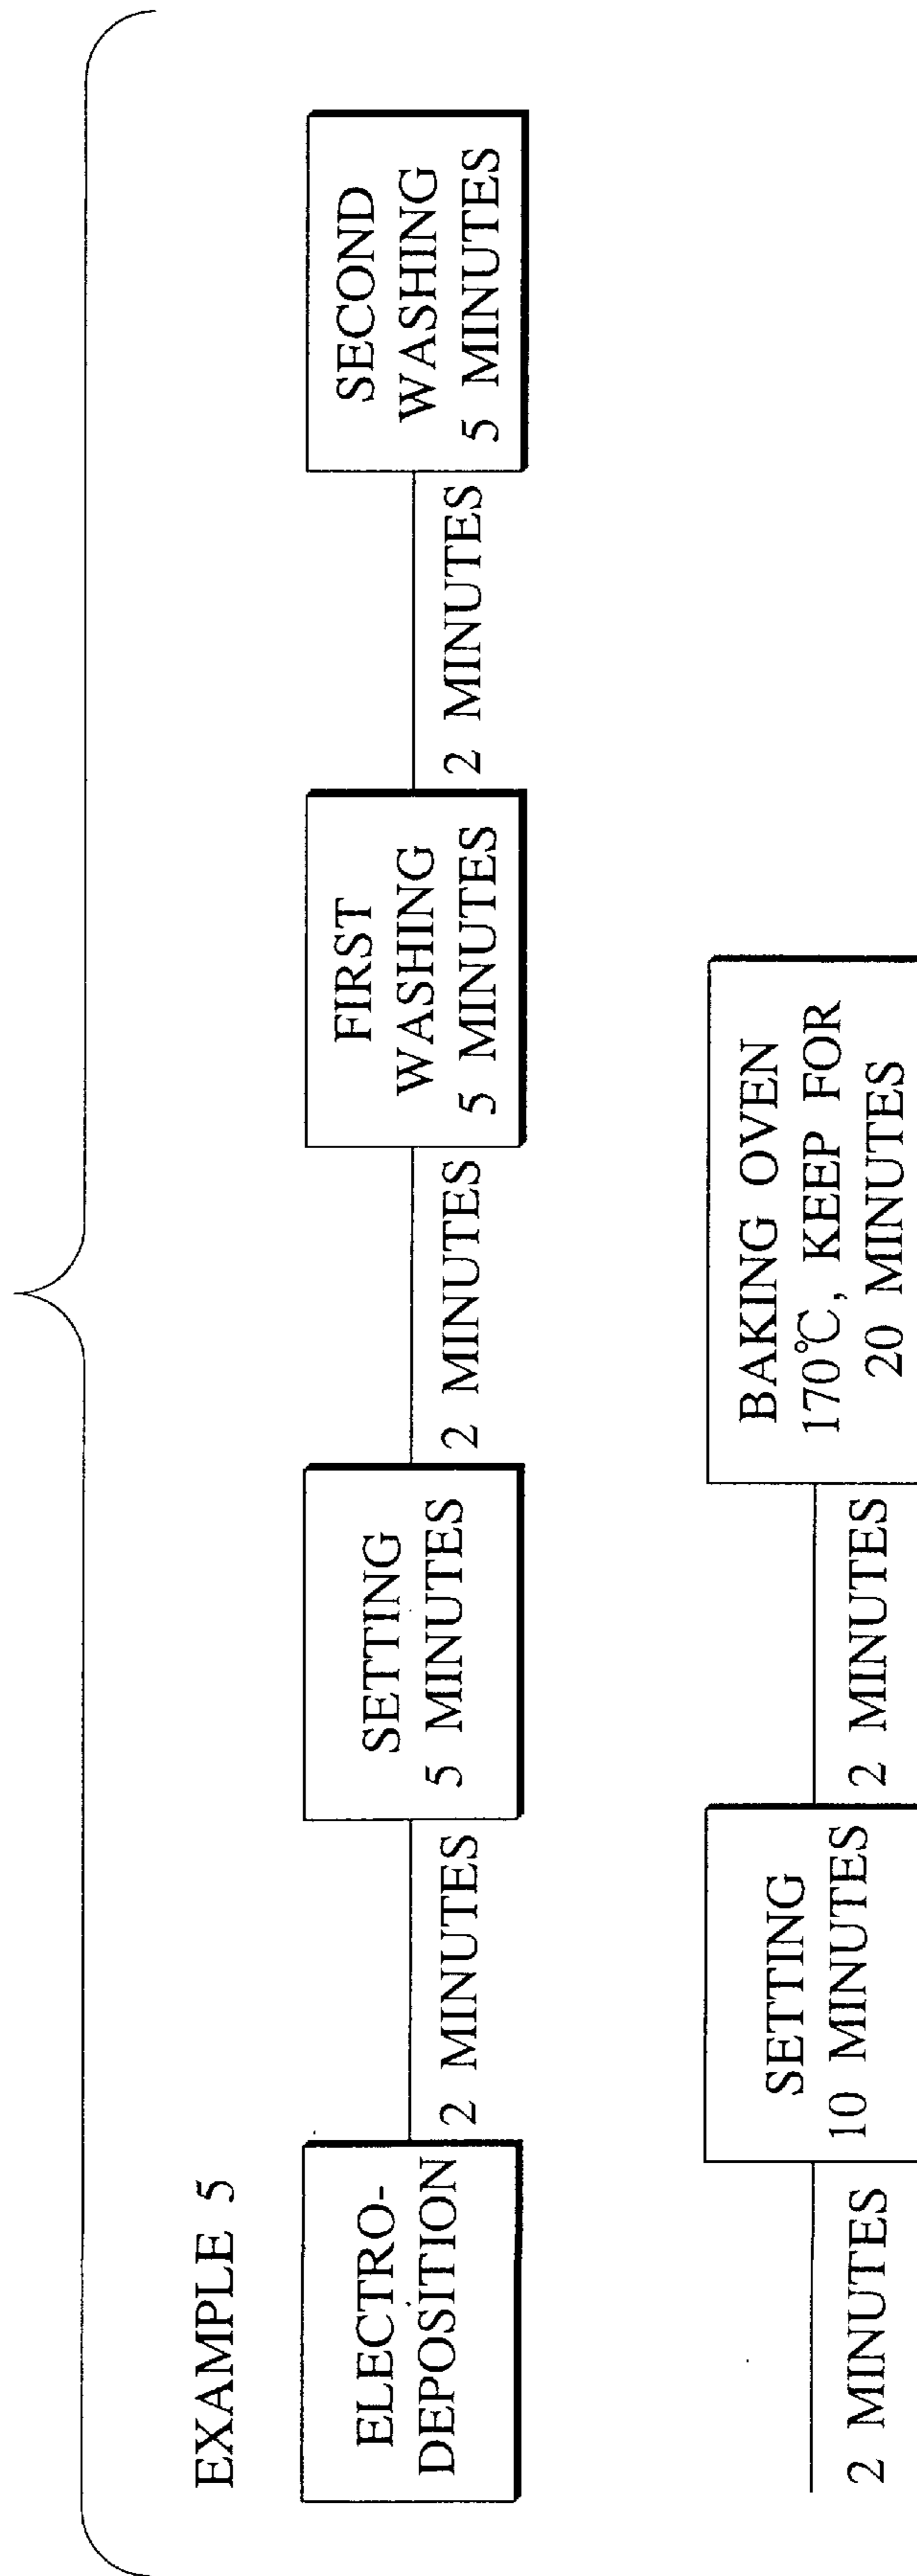 EXAMPLE 5
ELECTRO-
DEPOSITION
2 MINUTES
SETTING
5 MINUTES
2 MINUTES
FIRST
WASHING
5 MINUTES
2 MINUTES
SECOND
WASHING
5 MINUTES
2 MINUTES
SETTING
10 MINUTES
2 MINUTES
BAKING OVEN
170℃, KEEP FOR
20 MINUTES